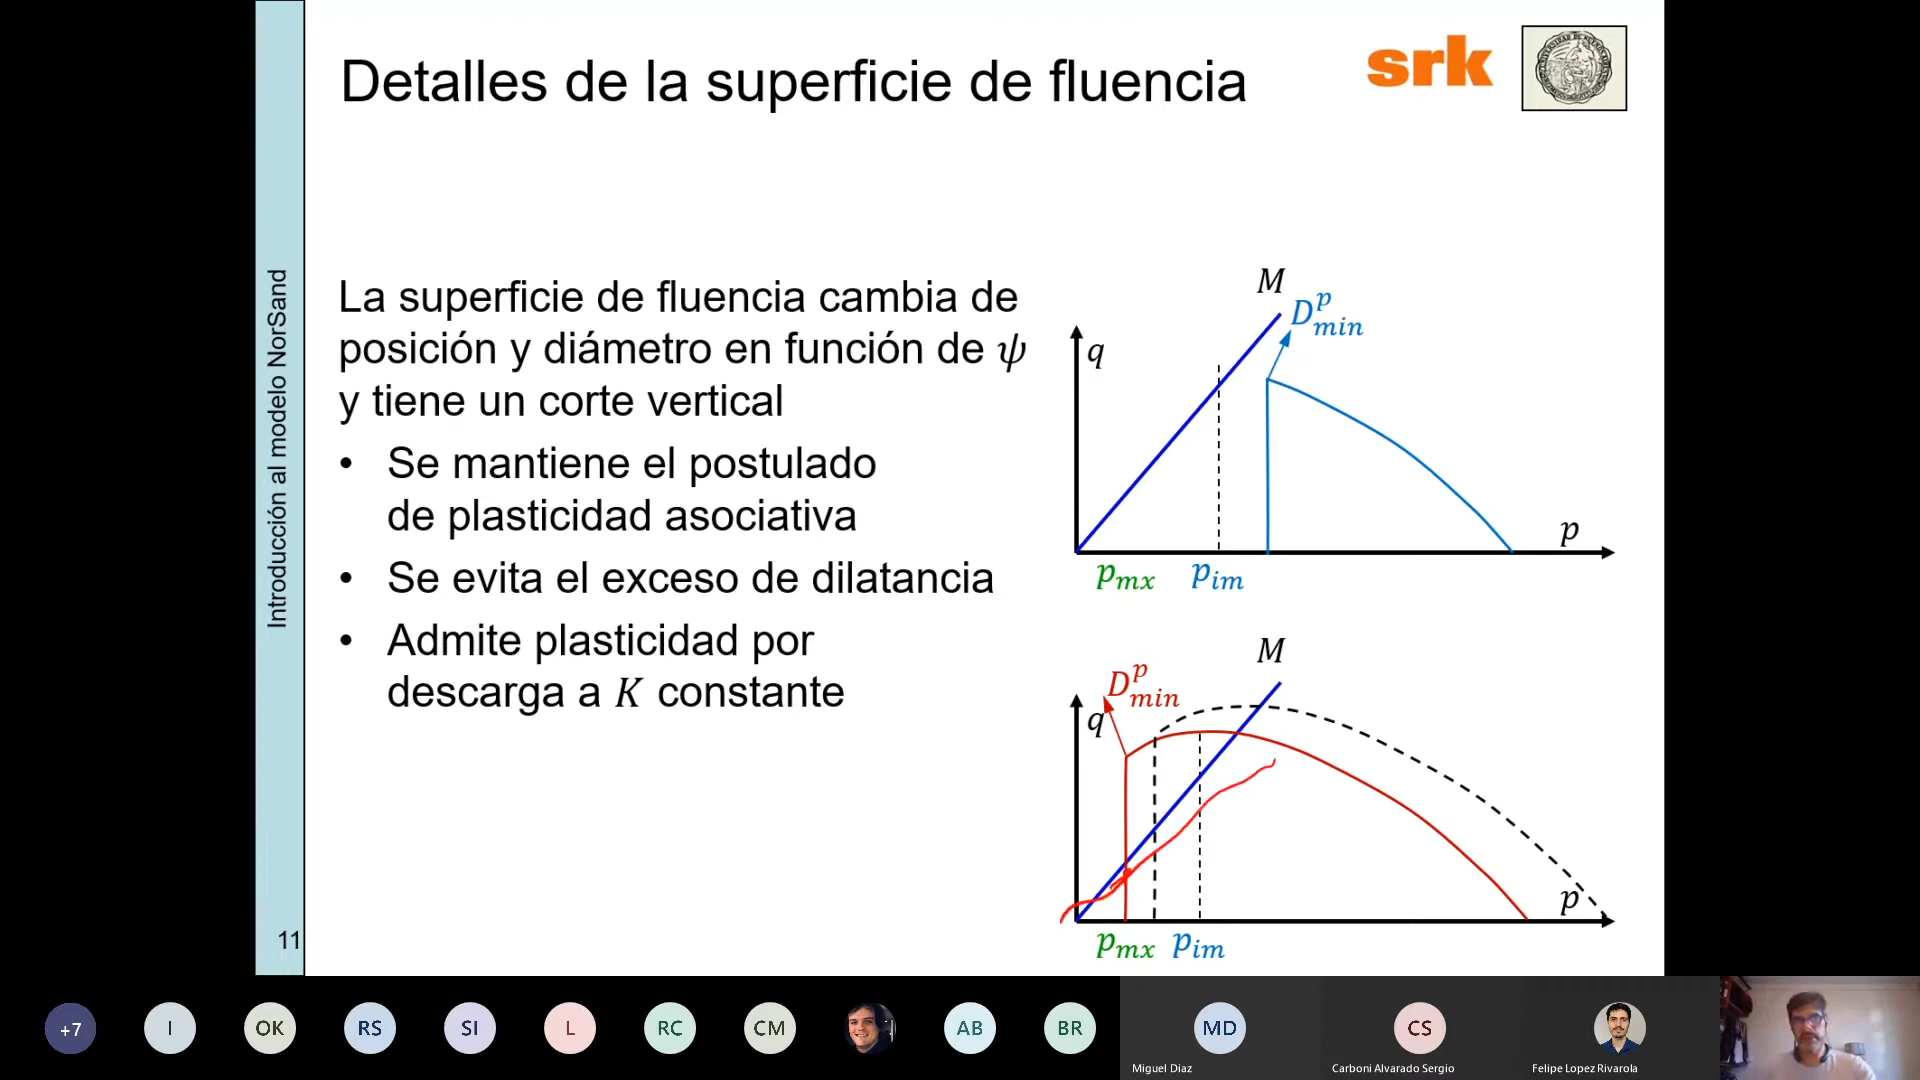 Detalles de la superficie de fluencia
srk
Introducción al modelo NorSand
La superficie de fluencia cambia de
posición y diámetro en función de ψ
y tiene un corte vertical
• Se mantiene el postulado
de plasticidad asociativa
• Se evita el exceso de dilatancia
• Admite plasticidad por
descarga a K constante
M
D^p_min
q
p
p_mx p_im
M
D^p_min
q
p
p_mx p_im
11
+7
I
OK
RS
SI
L
RC
CM
AB
BR
MD
CS
Miguel Diaz
Carboni Alvarado Sergio
Felipe Lopez Rivarola